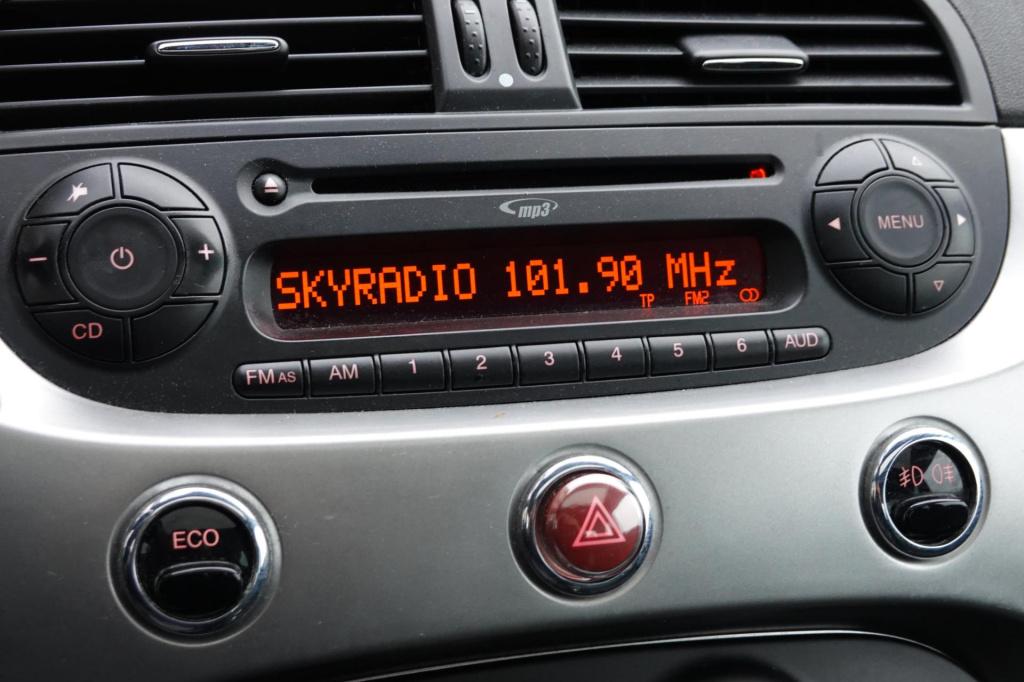 mp3
MENU
SKYRADIO 101.90 MHz
TP FM2
CD
FM AS AM 1 2 3 4 5 6 AUD
ECO